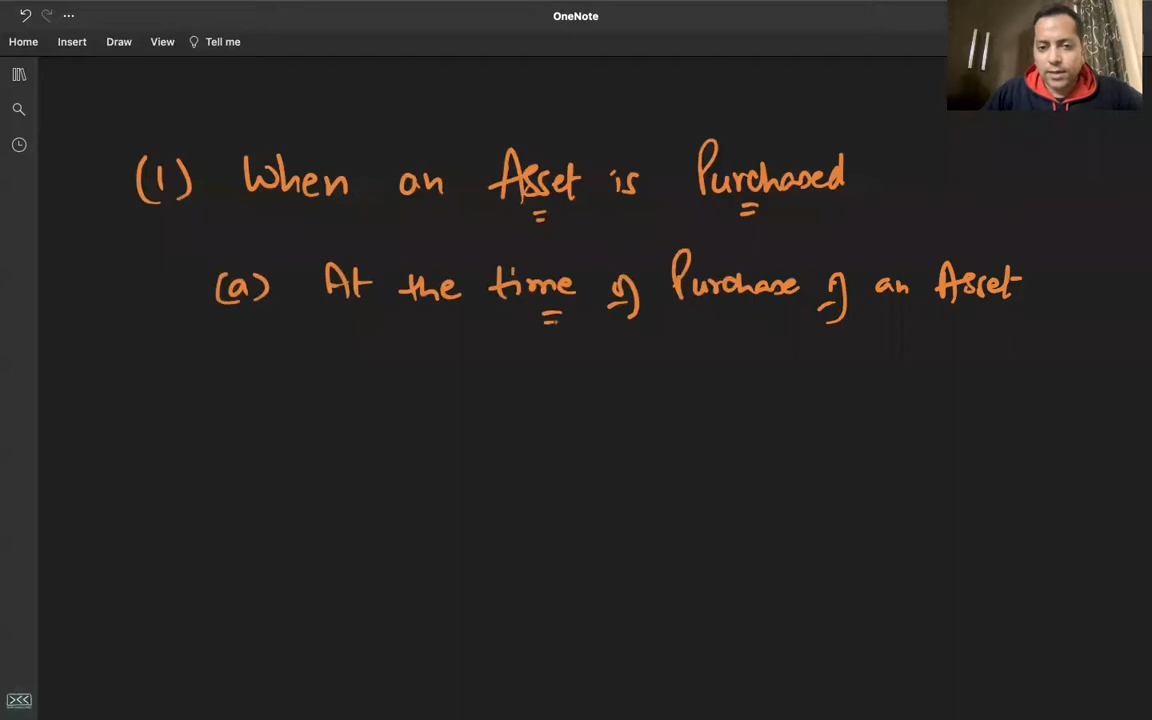 OneNote
Home Insert Draw View Tell me
(1) When an Asset is Purchased
(a) At the time of Purchase of an Asset